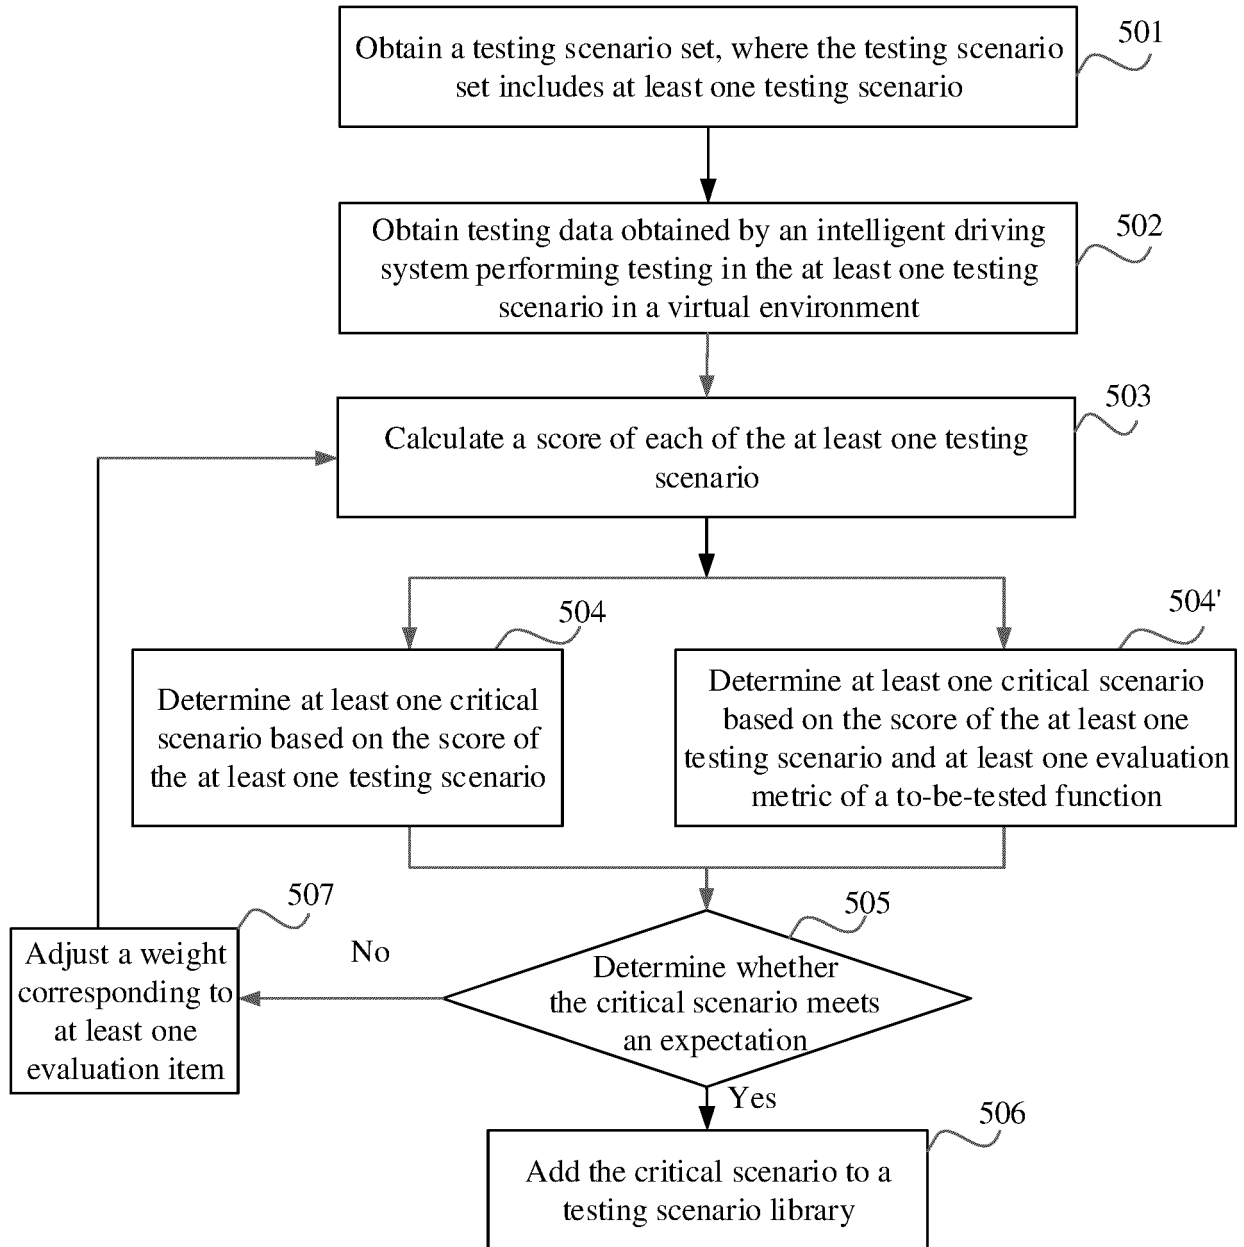 Obtain a testing scenario set, where the testing scenario
set includes at least one testing scenario
501
Obtain testing data obtained by an intelligent driving
system performing testing in the at least one testing
scenario in a virtual environment
502
Calculate a score of each of the at least one testing
scenario
503
504
Determine at least one critical
scenario based on the score of
the at least one testing scenario
504'
Determine at least one critical scenario
based on the score of the at least one
testing scenario and at least one evaluation
metric of a to-be-tested function
505
Determine whether
the critical scenario meets
an expectation
No
507
Adjust a weight
corresponding to
at least one
evaluation item
Yes
506
Add the critical scenario to a
testing scenario library